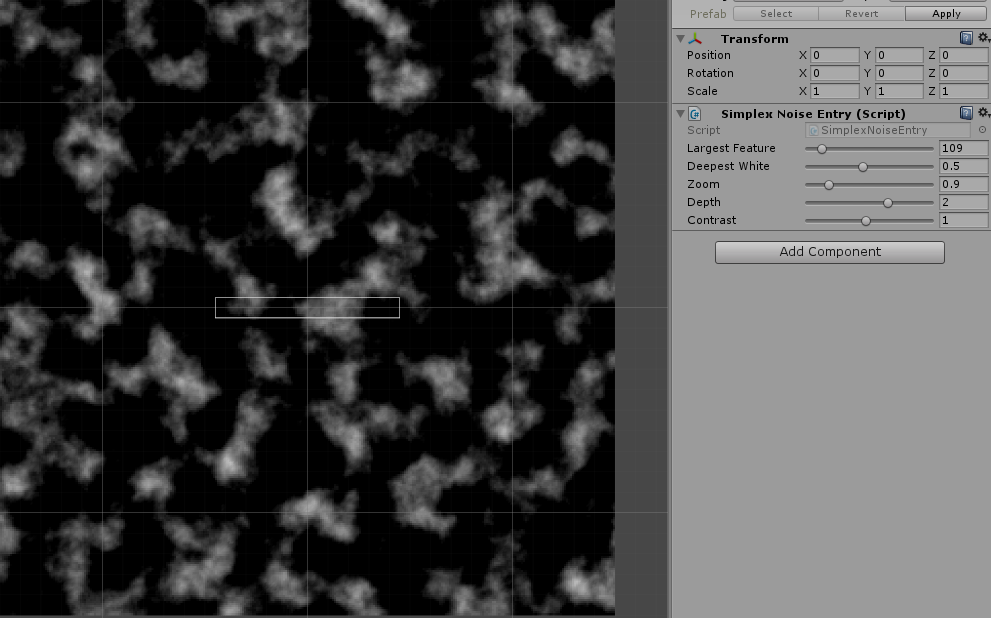 Prefab Select Revert Apply
Transform
Position X 0 Y 0 Z 0
Rotation X 0 Y 0 Z 0
Scale X 1 Y 1 Z 1
Simplex Noise Entry (Script)
Script SimplexNoiseEntry
Largest Feature 109
Deepest White 0.5
Zoom 0.9
Depth 2
Contrast 1
Add Component